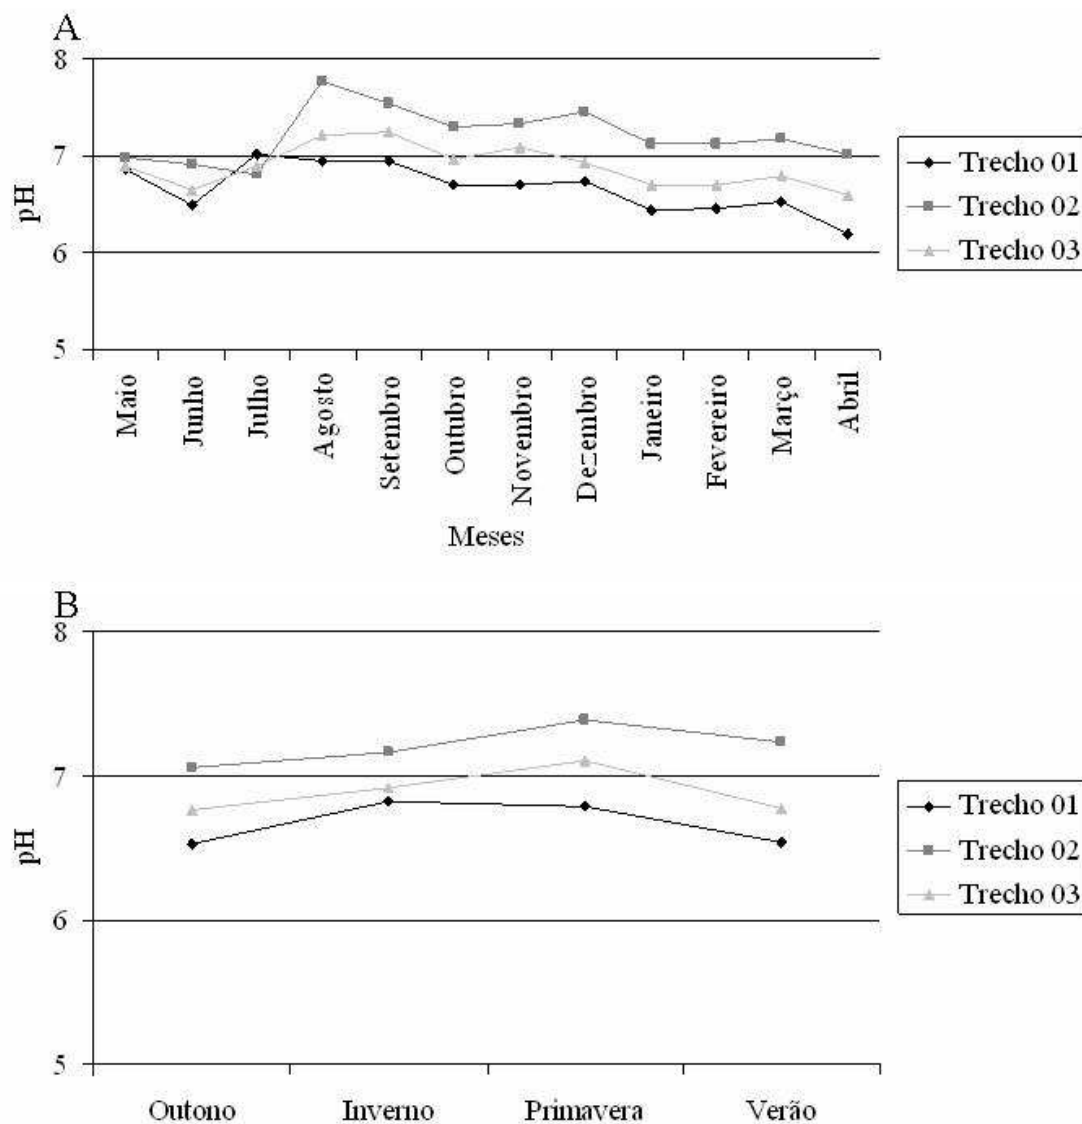 A
8
7
6
5
pH
Maio
Junho
Julho
Agosto
Setembro
Outubro
Novembro
Dezembro
Janeiro
Fevereiro
Março
Abril
Meses
Trecho 01
Trecho 02
Trecho 03
B
8
7
6
5
pH
Outono
Inverno
Primavera
Verão
Trecho 01
Trecho 02
Trecho 03